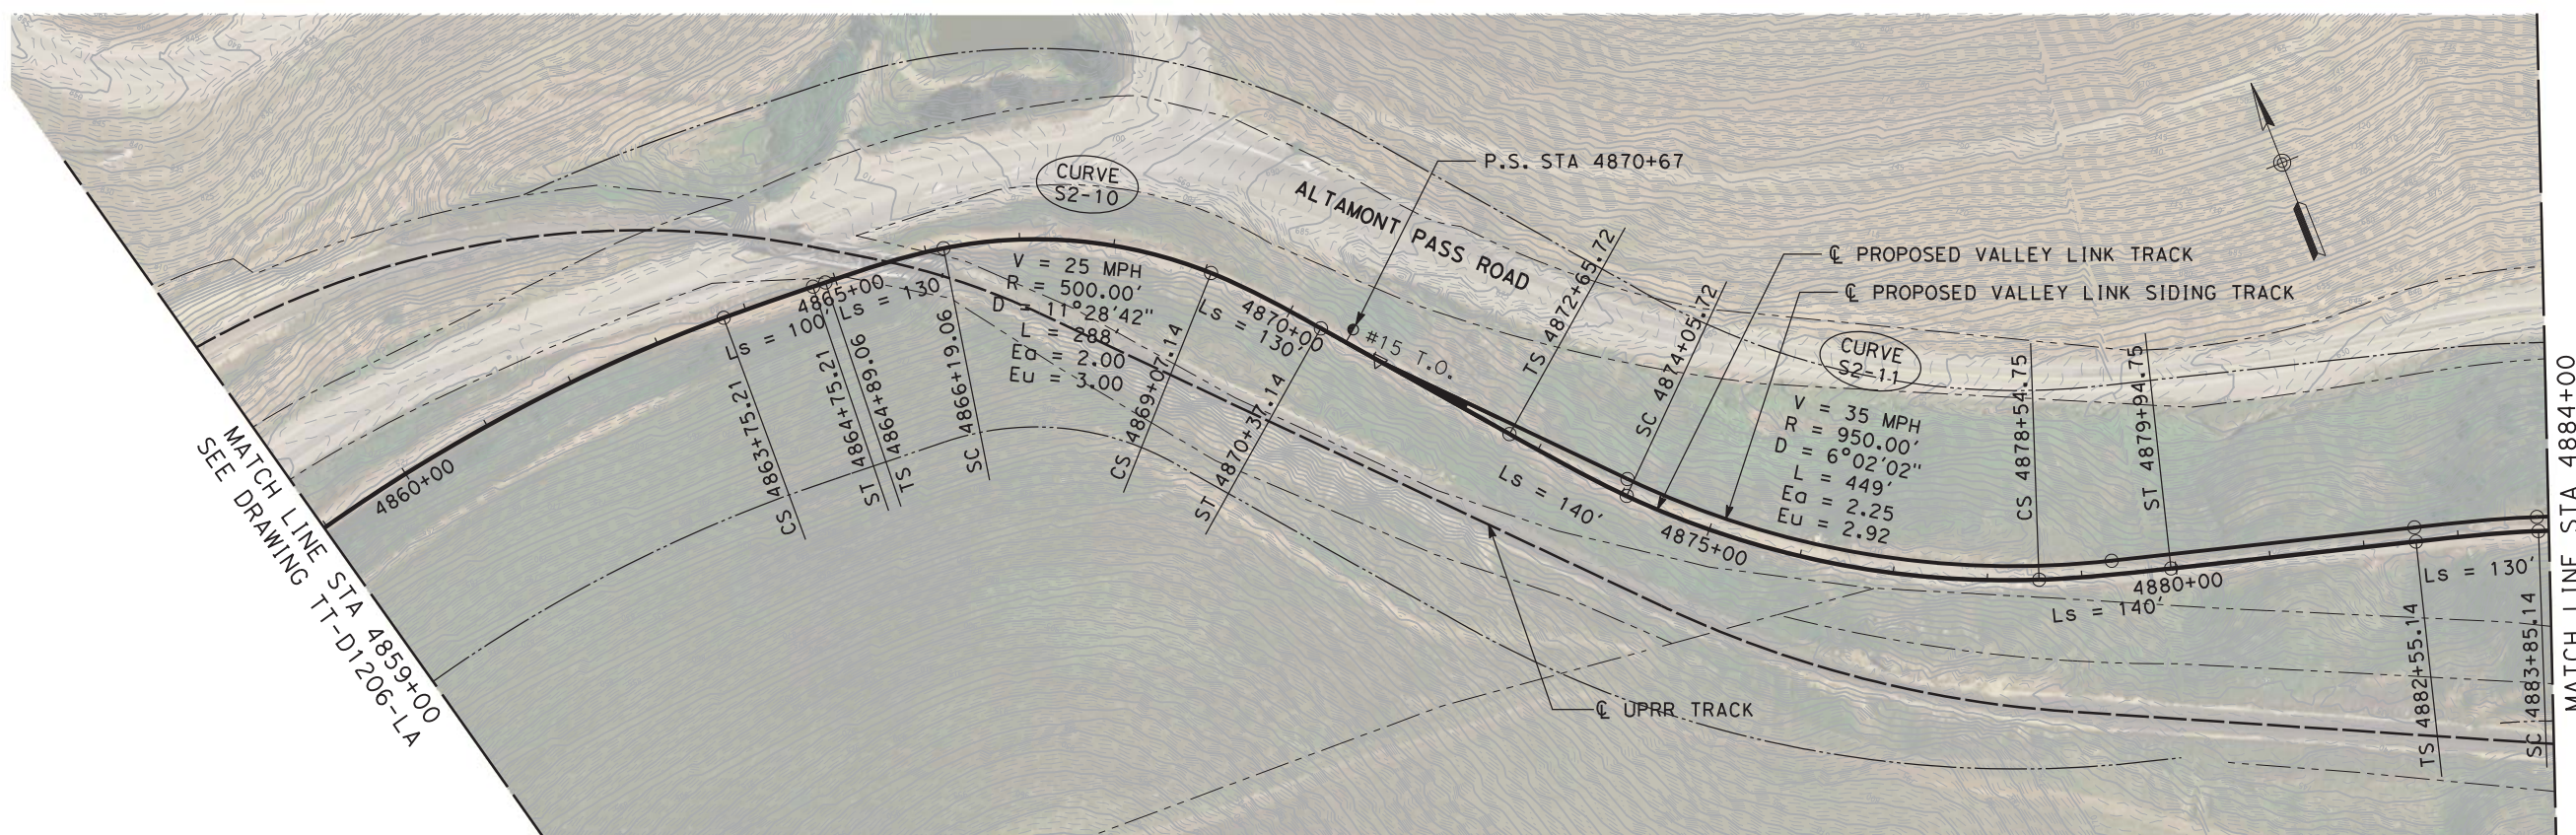 P.S. STA 4870+67
CURVE
S2-10
ALTAMONT PASS ROAD
℄ PROPOSED VALLEY LINK TRACK
℄ PROPOSED VALLEY LINK SIDING TRACK
V = 25 MPH
R = 500.00'
D = 11°28'42"
L = 288'
Ea = 2.00
Eu = 3.00
4865+00
Ls = 100'
Ls = 130'
4870+00
Ls = 130'
#15 T.O.
CURVE
S2-11
V = 35 MPH
R = 950.00'
D = 6°02'02"
L = 449'
Ea = 2.25
Eu = 2.92
4860+00
CS 4863+75.21
ST 4864+75.21
TS 4864+89.06
SC 4866+19.06
CS 4869+07.14
ST 4870+37.14
TS 4872+65.72
SC 4874+05.72
CS 4878+54.75
ST 4879+94.75
Ls = 140'
4875+00
4880+00
Ls = 140'
Ls = 130'
TS 4882+55.14
SC 4883+85.14
℄ UPRR TRACK
MATCH LINE STA 4859+00
SEE DRAWING TT-D1206-LA
MATCH LINE STA 4884+00